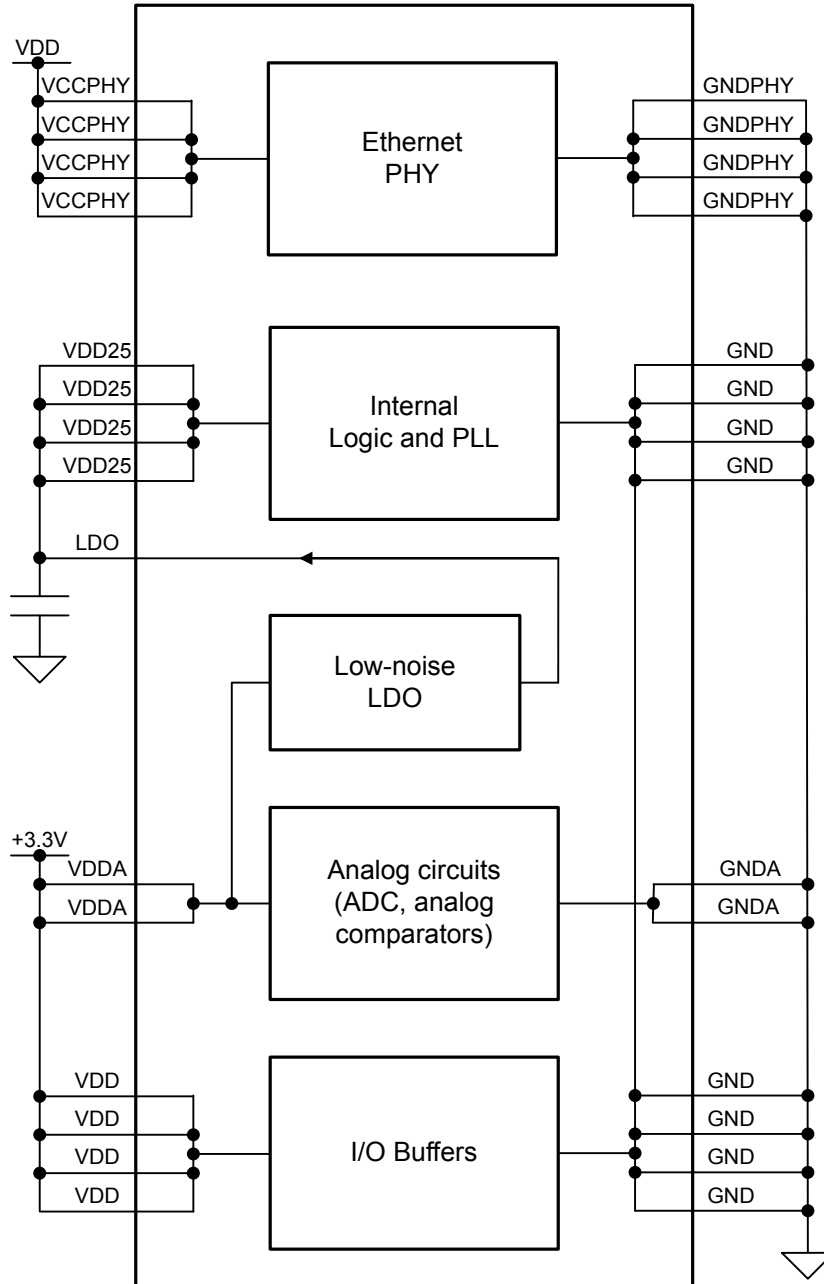 VDD
VCCPHY
VCCPHY
VCCPHY
VCCPHY
Ethernet
PHY
GNDPHY
GNDPHY
GNDPHY
GNDPHY
VDD25
VDD25
VDD25
VDD25
Internal
Logic and PLL
GND
GND
GND
GND
LDO
Low-noise
LDO
+3.3V
VDDA
VDDA
Analog circuits
(ADC, analog
comparators)
GNDA
GNDA
VDD
VDD
VDD
VDD
I/O Buffers
GND
GND
GND
GND